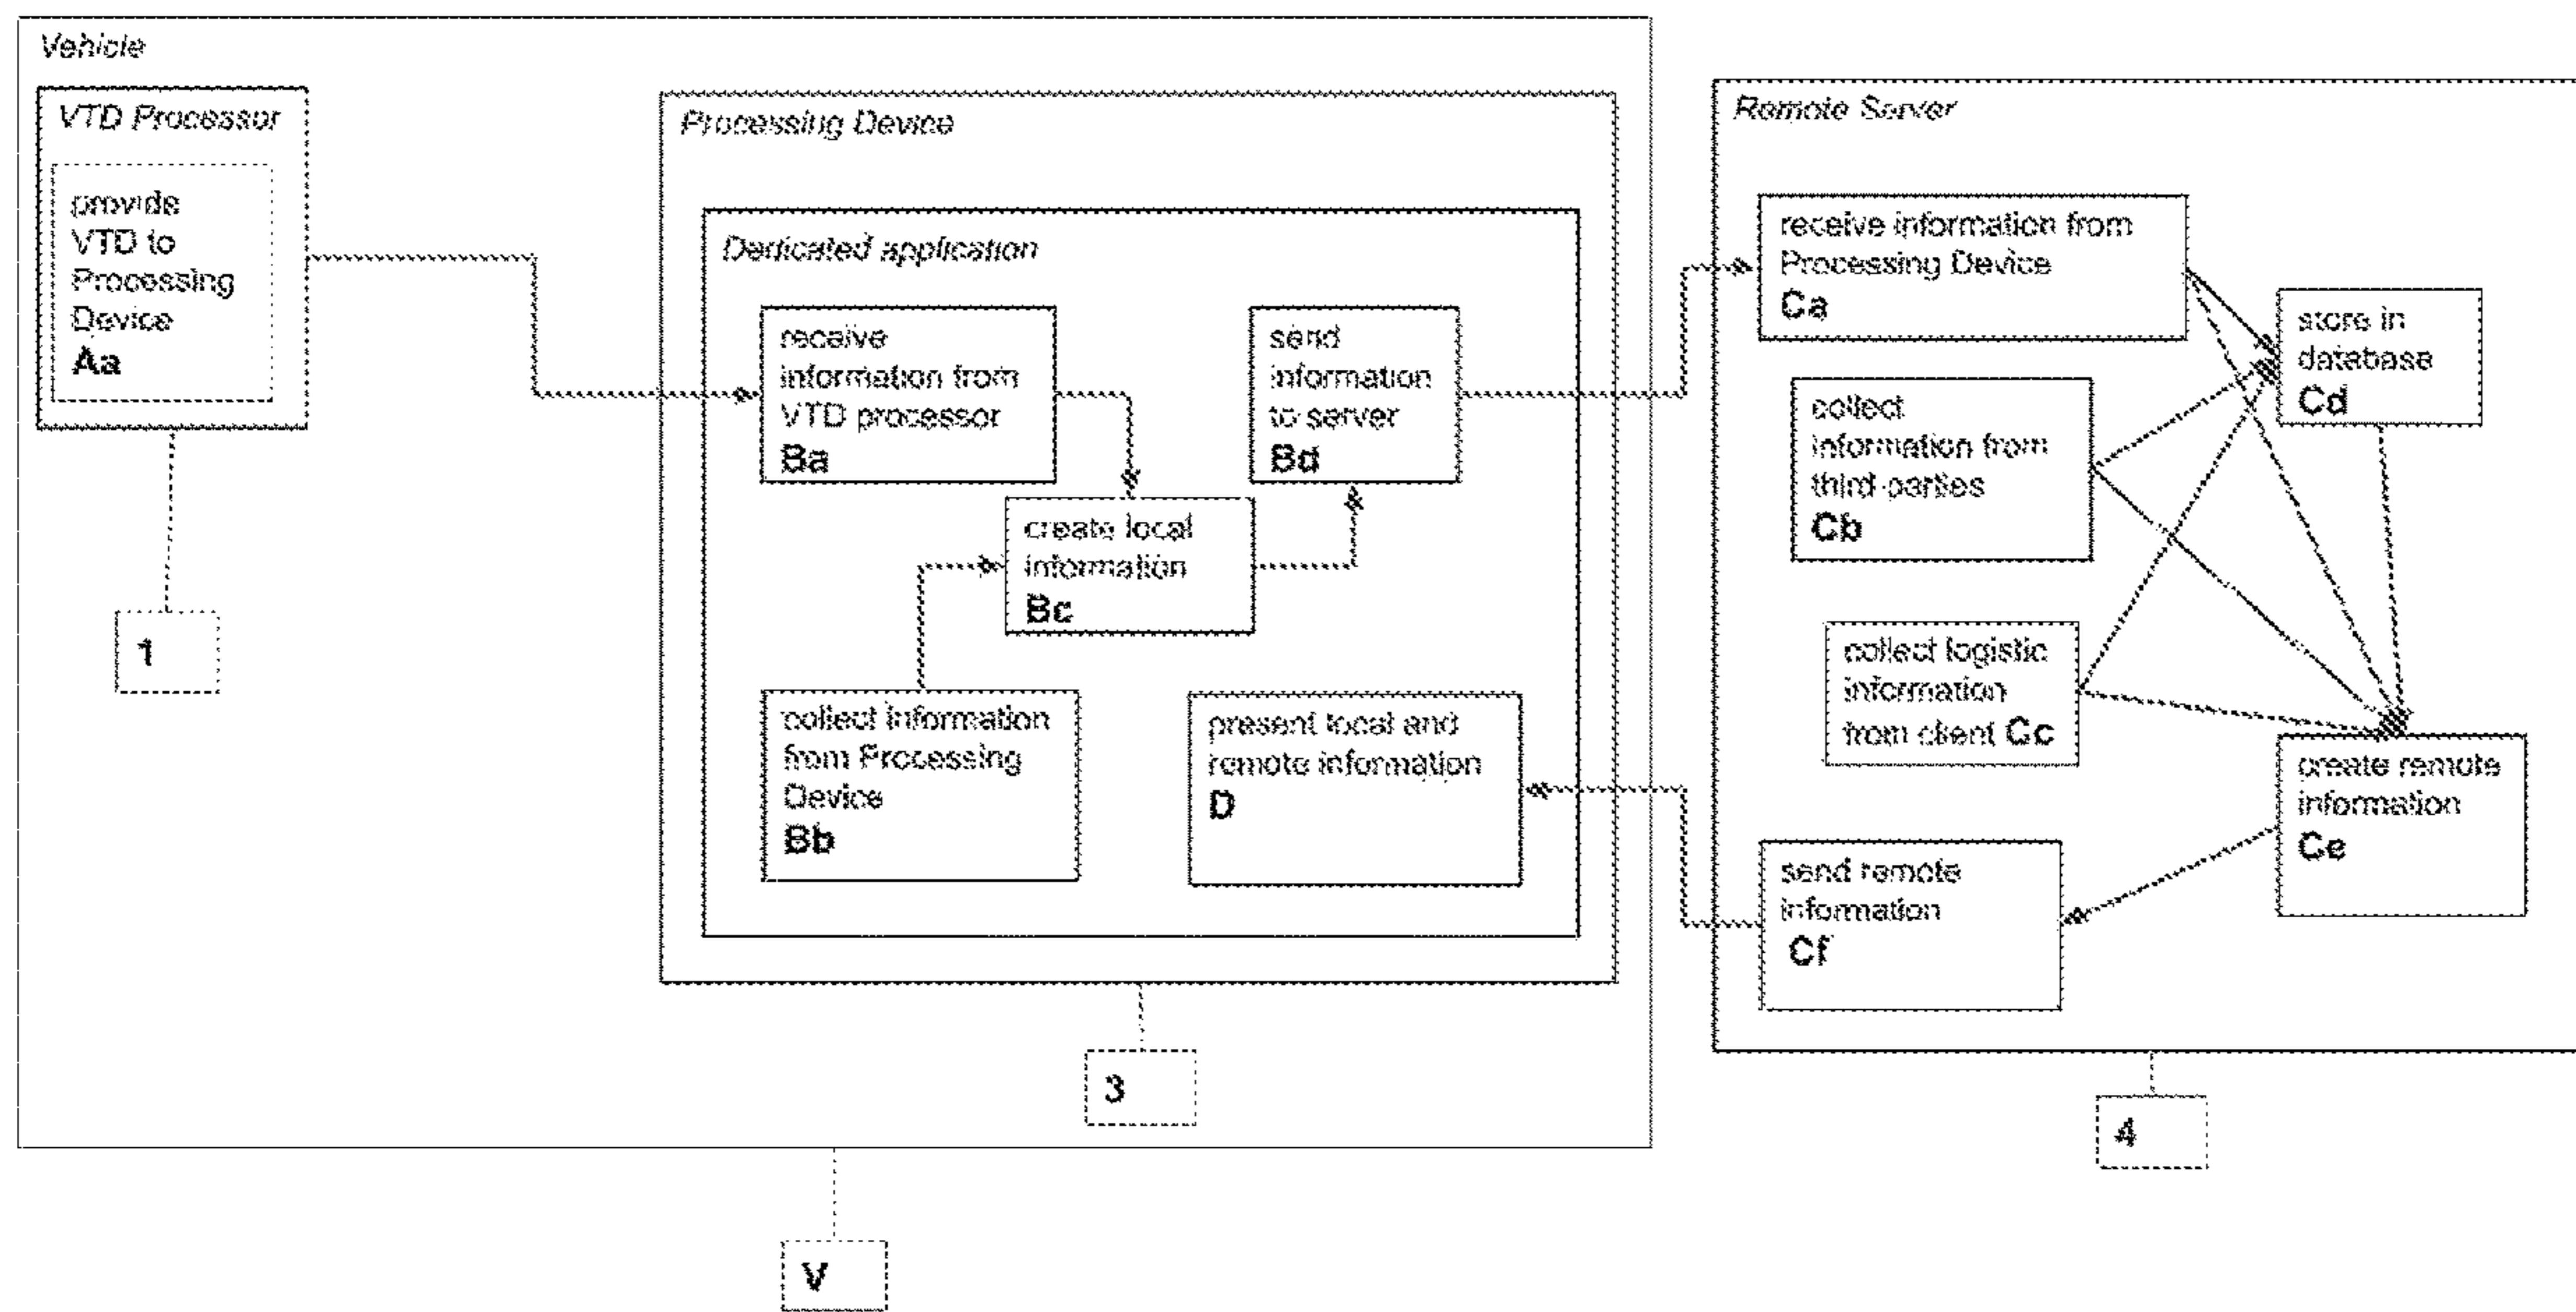 Vehicle
VTD Processor
provide
VTD to
Processing
Device
Aa
1
Processing Device
Dedicated application
receive
information from
VTD processor
Ba
send
information
to server
Bd
create local
information
Bc
collect information
from Processing
Device
Bb
present local and
remote information
D
3
V
Remote Server
receive information from
Processing Device
Ca
store in
database
Cd
collect
information from
third parties
Cb
collect logistic
information
from client Cc
create remote
information
Ce
send remote
information
Cf
4